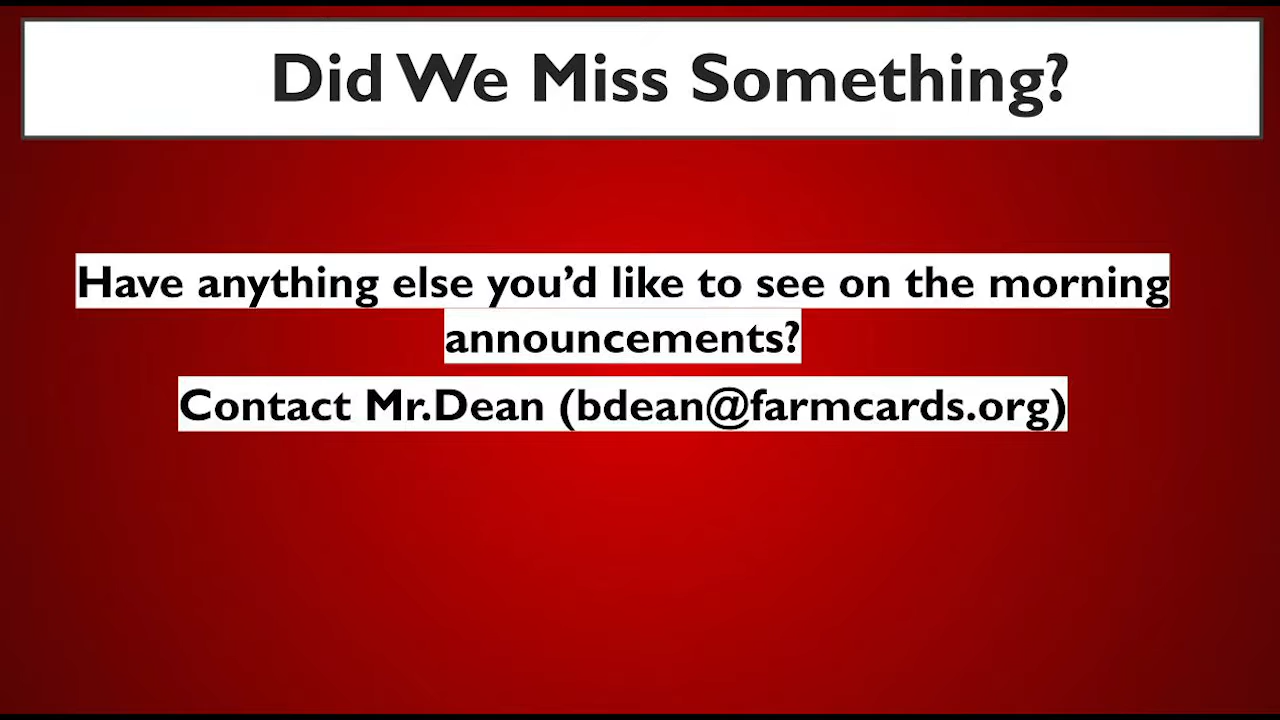 Did We Miss Something?
Have anything else you’d like to see on the morning
announcements?
Contact Mr.Dean (bdean@farmcards.org)